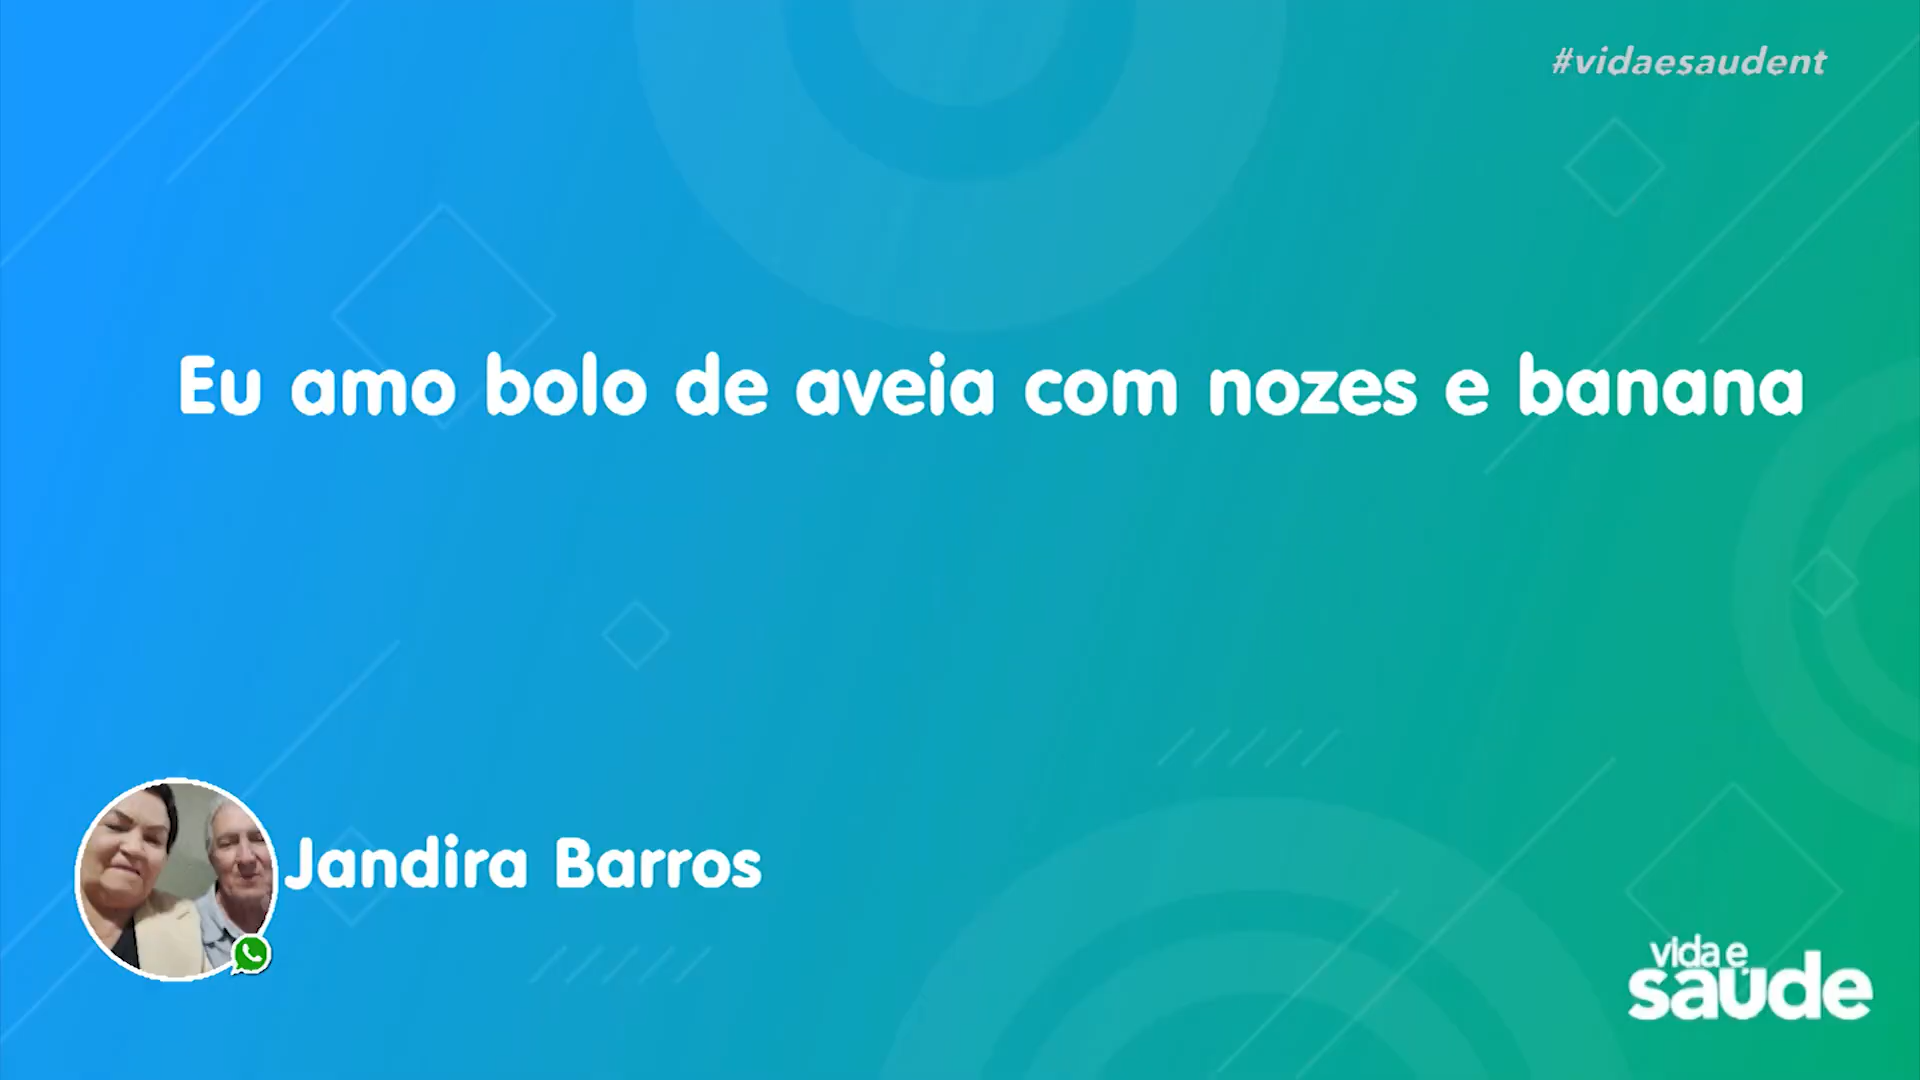 #vidaesaudent
Eu amo bolo de aveia com nozes e banana
Jandira Barros
vida e
saúde